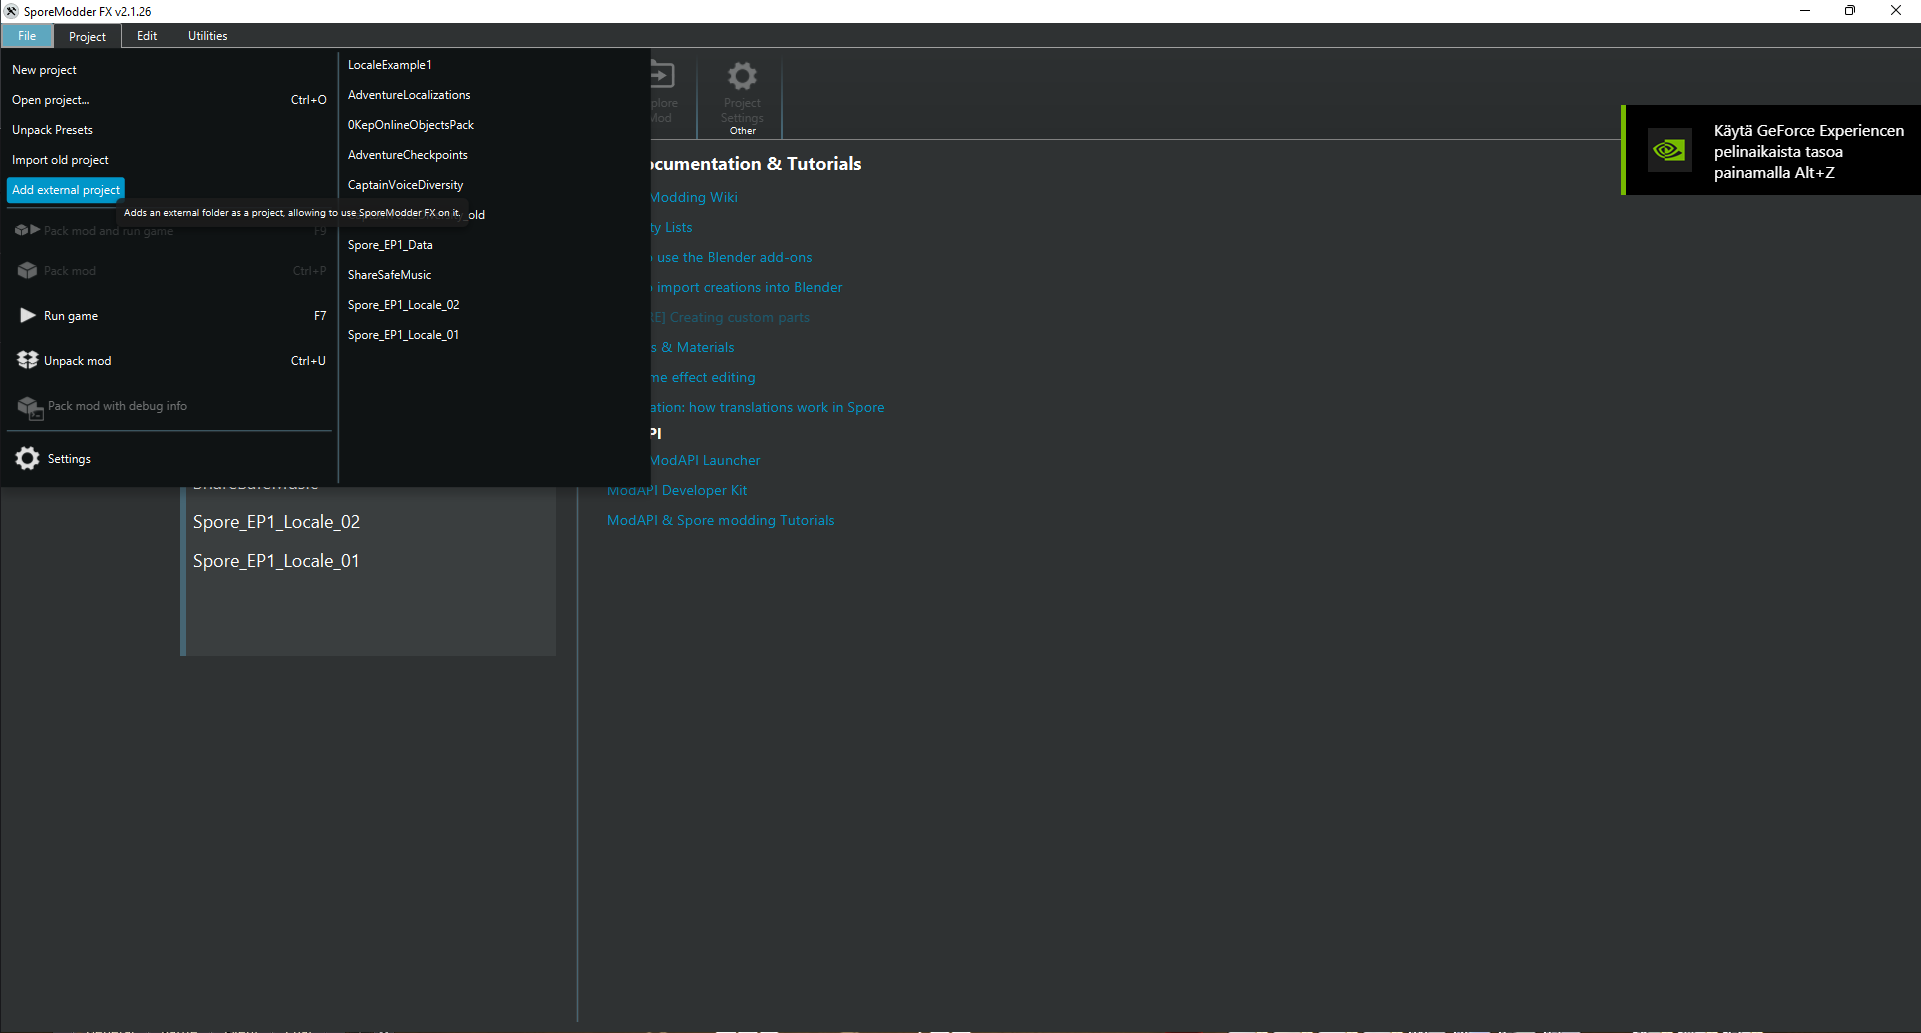 SporeModder FX v2.1.26
File Project Edit Utilities
New project
Open project... Ctrl+O
Unpack Presets
Import old project
Add external project
Adds an external folder as a project, allowing to use SporeModder FX on it.
Pack mod and run game F9
Pack mod Ctrl+P
Run game F7
Unpack mod Ctrl+U
Pack mod with debug info
Settings
LocaleExample1
AdventureLocalizations
0KepOnlineObjectsPack
AdventureCheckpoints
CaptainVoiceDiversity
_old
Spore_EP1_Data
ShareSafeMusic
Spore_EP1_Locale_02
Spore_EP1_Locale_01
plore
Mod
Project
Settings
Other
ocumentation & Tutorials
Modding Wiki
ty Lists
use the Blender add-ons
import creations into Blender
E] Creating custom parts
s & Materials
me effect editing
ation: how translations work in Spore
PI
ModAPI Launcher
ModAPI Developer Kit
ModAPI & Spore modding Tutorials
ShareSafeMusic
Spore_EP1_Locale_02
Spore_EP1_Locale_01
Käytä GeForce Experiencen
pelinaikaista tasoa
painamalla Alt+Z